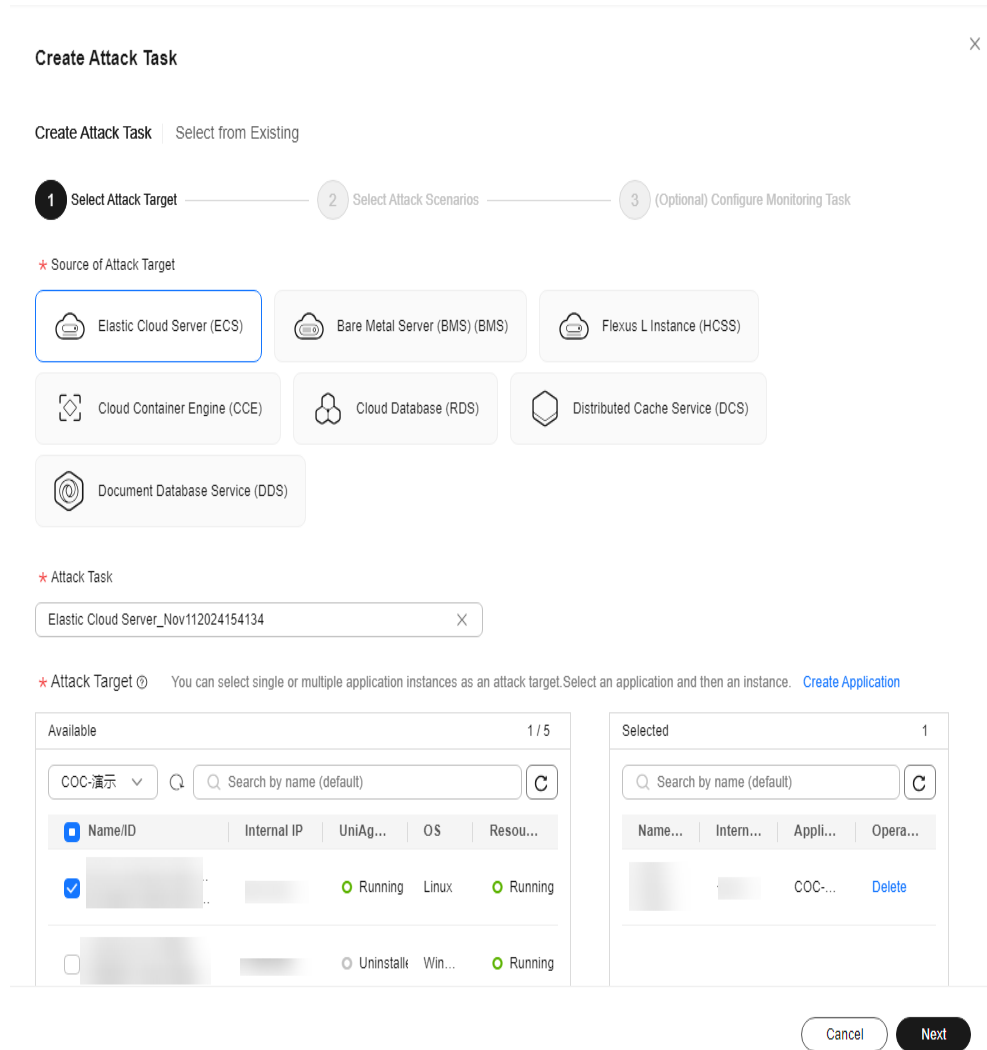 Create Attack Task
Create Attack Task Select from Existing
1 Select Attack Target 2 Select Attack Scenarios 3 (Optional) Configure Monitoring Task
* Source of Attack Target
Elastic Cloud Server (ECS) Bare Metal Server (BMS) (BMS) Flexus L Instance (HCSS)
Cloud Container Engine (CCE) Cloud Database (RDS) Distributed Cache Service (DCS)
Document Database Service (DDS)
* Attack Task
Elastic Cloud Server_Nov112024154134
* Attack Target You can select single or multiple application instances as an attack target.Select an application and then an instance. Create Application
Available 1 / 5 Selected 1
COC-演示 Search by name (default) Search by name (default)
Name/ID Internal IP UniAg... OS Resou... Name... Intern... Appli... Opera...
Running Linux Running COC-... Delete
Uninstalle Win... Running
Cancel Next